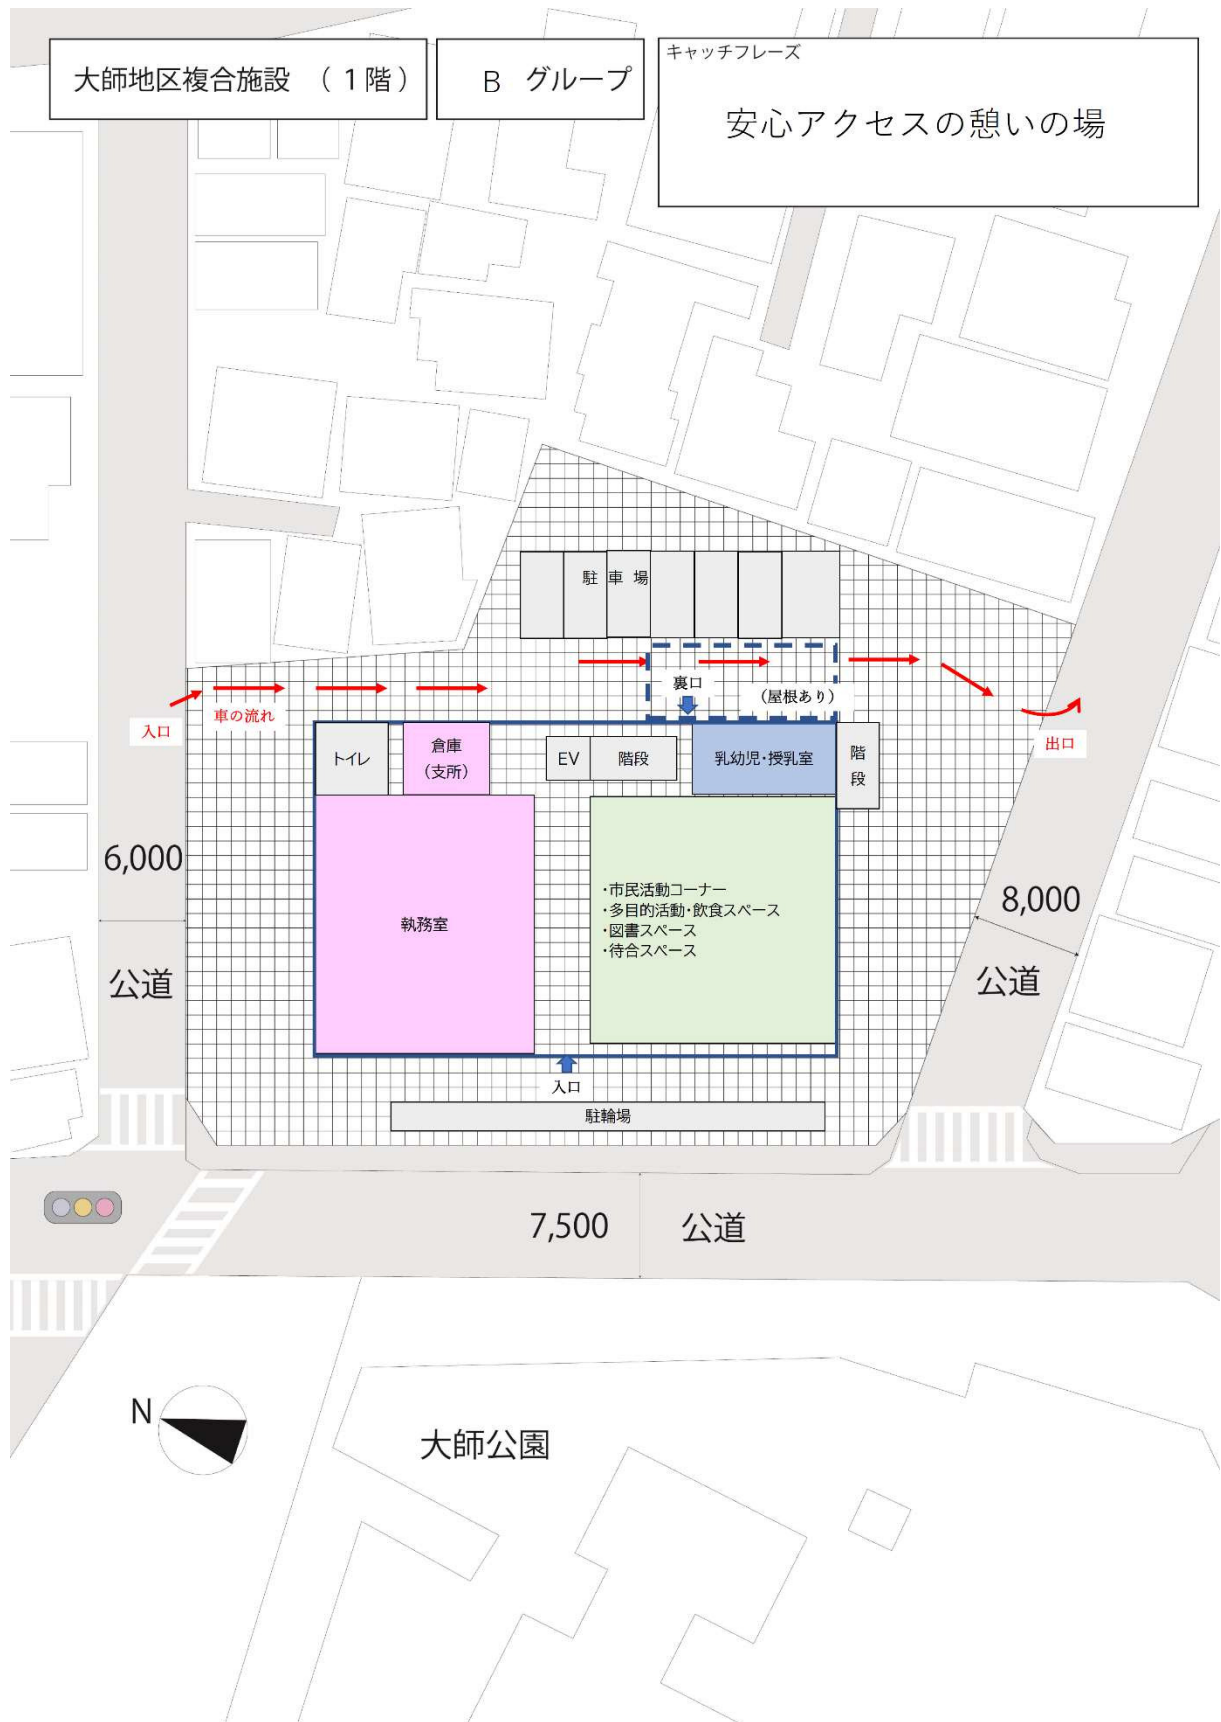 大師地区複合施設 （１階）
B グループ
キャッチフレーズ
安心アクセスの憩いの場
駐車場
裏口
（屋根あり）
入口
車の流れ
出口
トイレ
倉庫
（支所）
EV
階段
乳幼児・授乳室
階
段
6,000
公道
執務室
・市民活動コーナー
・多目的活動・飲食スペース
・図書スペース
・待合スペース
8,000
公道
入口
駐輪場
7,500 公道
N
大師公園